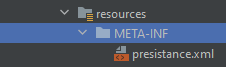 resources
META-INF
presistance.xml